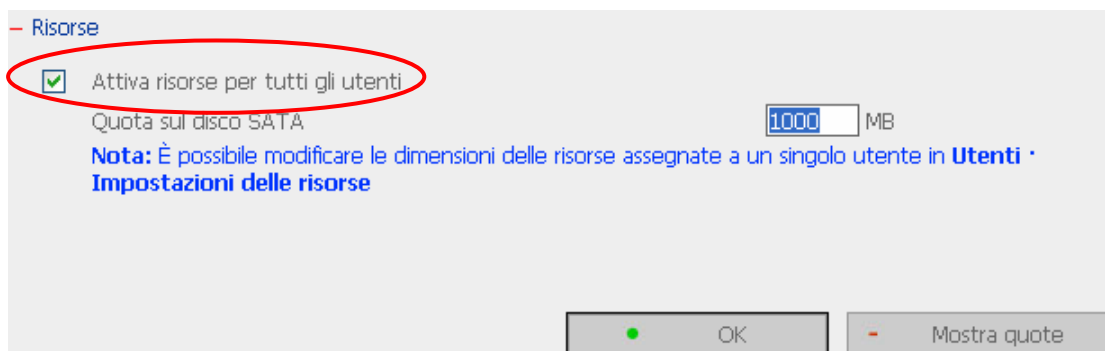 – Risorse
Attiva risorse per tutti gli utenti
Quota sul disco SATA 1000 MB
Nota: È possibile modificare le dimensioni delle risorse assegnate a un singolo utente in Utenti ·
Impostazioni delle risorse
OK - Mostra quote